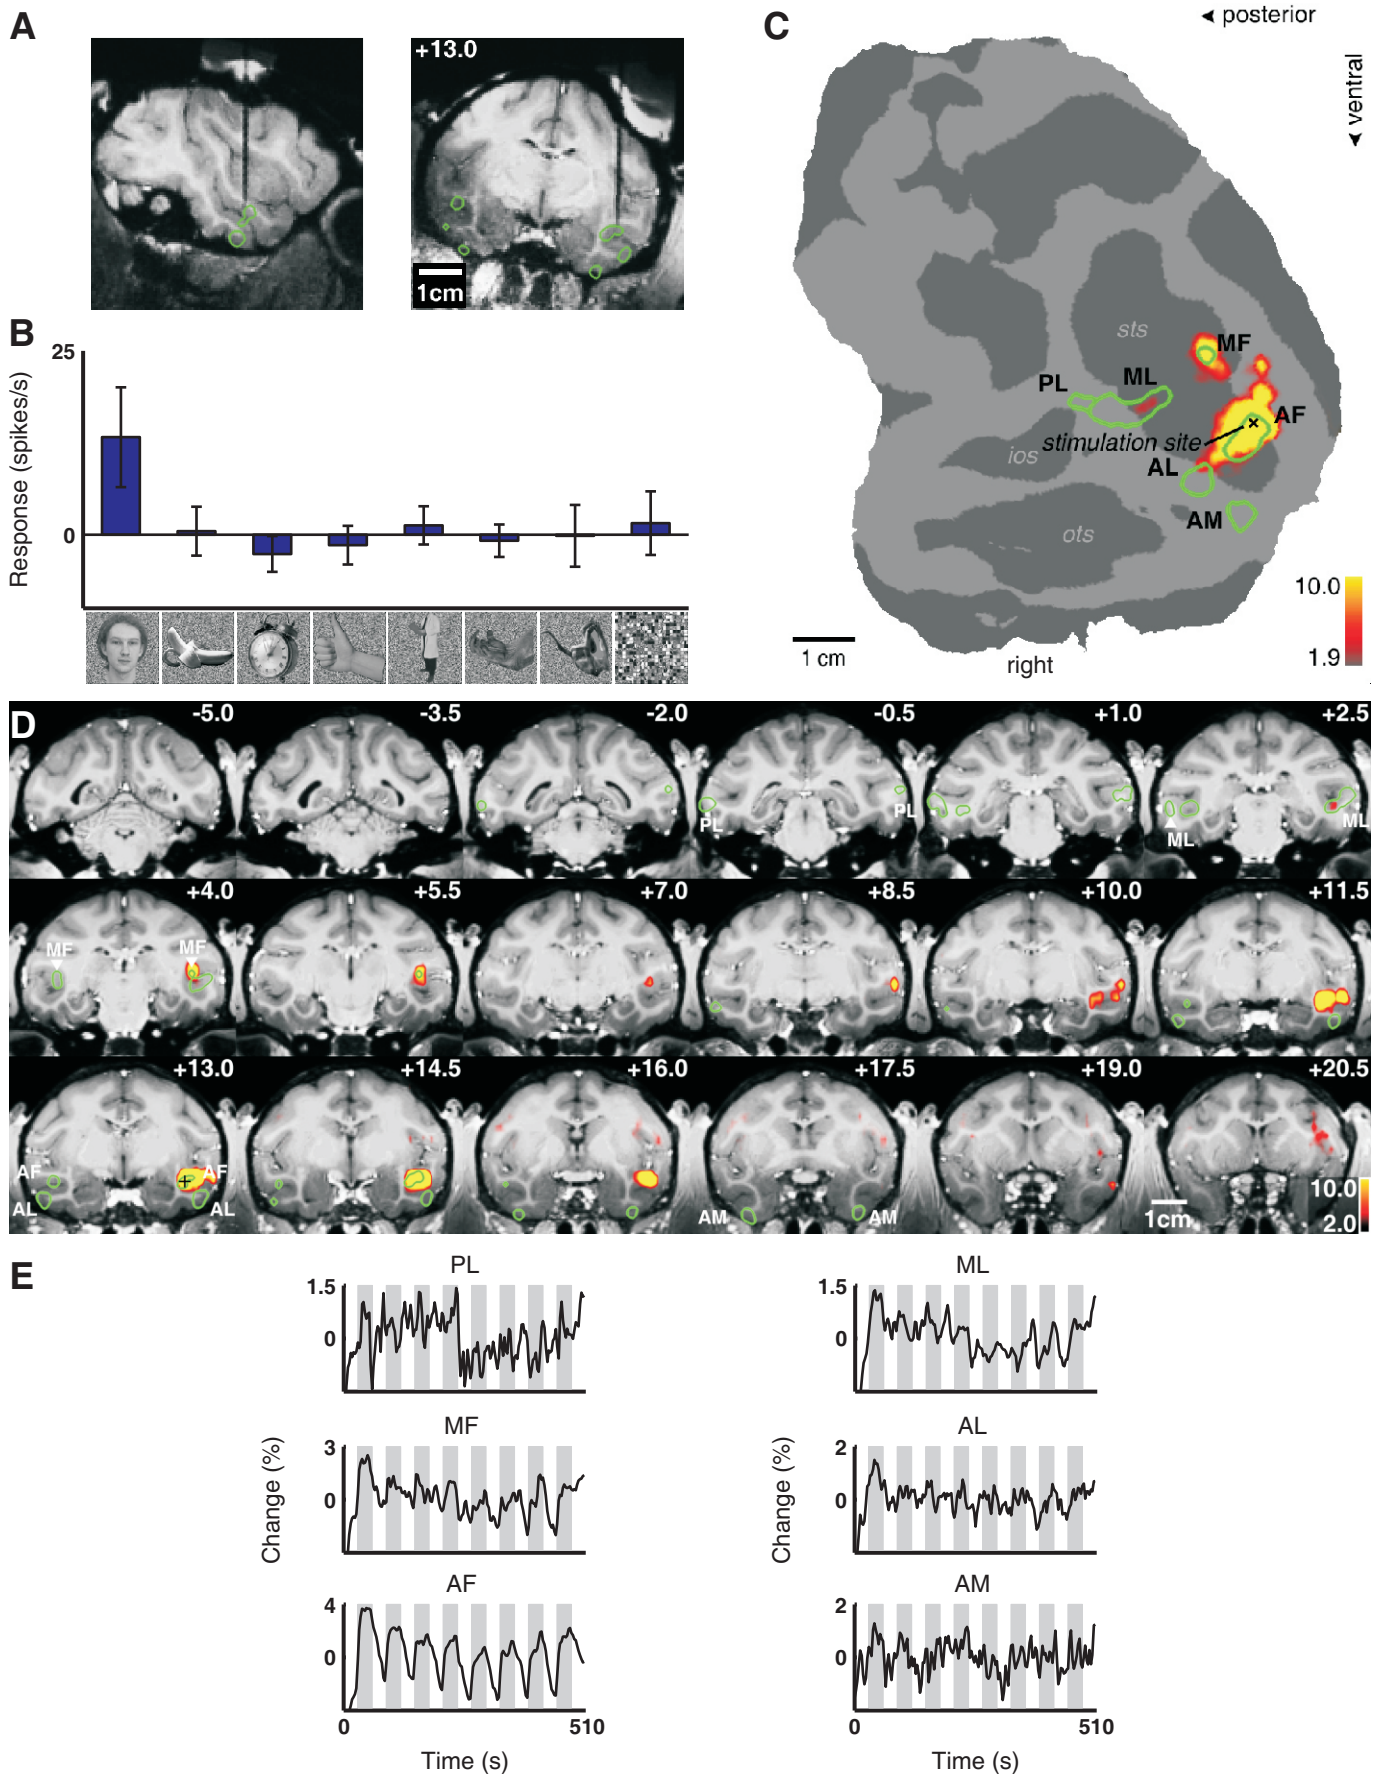 A
+13.0
1cm
B
Response (spikes/s)
25
0
C
posterior
ventral
sts
MF
PL
ML
AF
stimulation site
ios
AL
AM
ots
10.0
1.9
1 cm
right
D
-5.0
-3.5
-2.0
-0.5
+1.0
+2.5
PL
PL
ML
ML
+4.0
+5.5
+7.0
+8.5
+10.0
+11.5
MF
MF
+13.0
+14.5
+16.0
+17.5
+19.0
+20.5
AF
AF
AL
AL
AM
AM
1cm
10.0
2.0
E
PL
1.5
0
ML
1.5
0
MF
Change (%)
3
0
AL
Change (%)
2
0
AF
4
0
0
510
Time (s)
AM
2
0
0
510
Time (s)